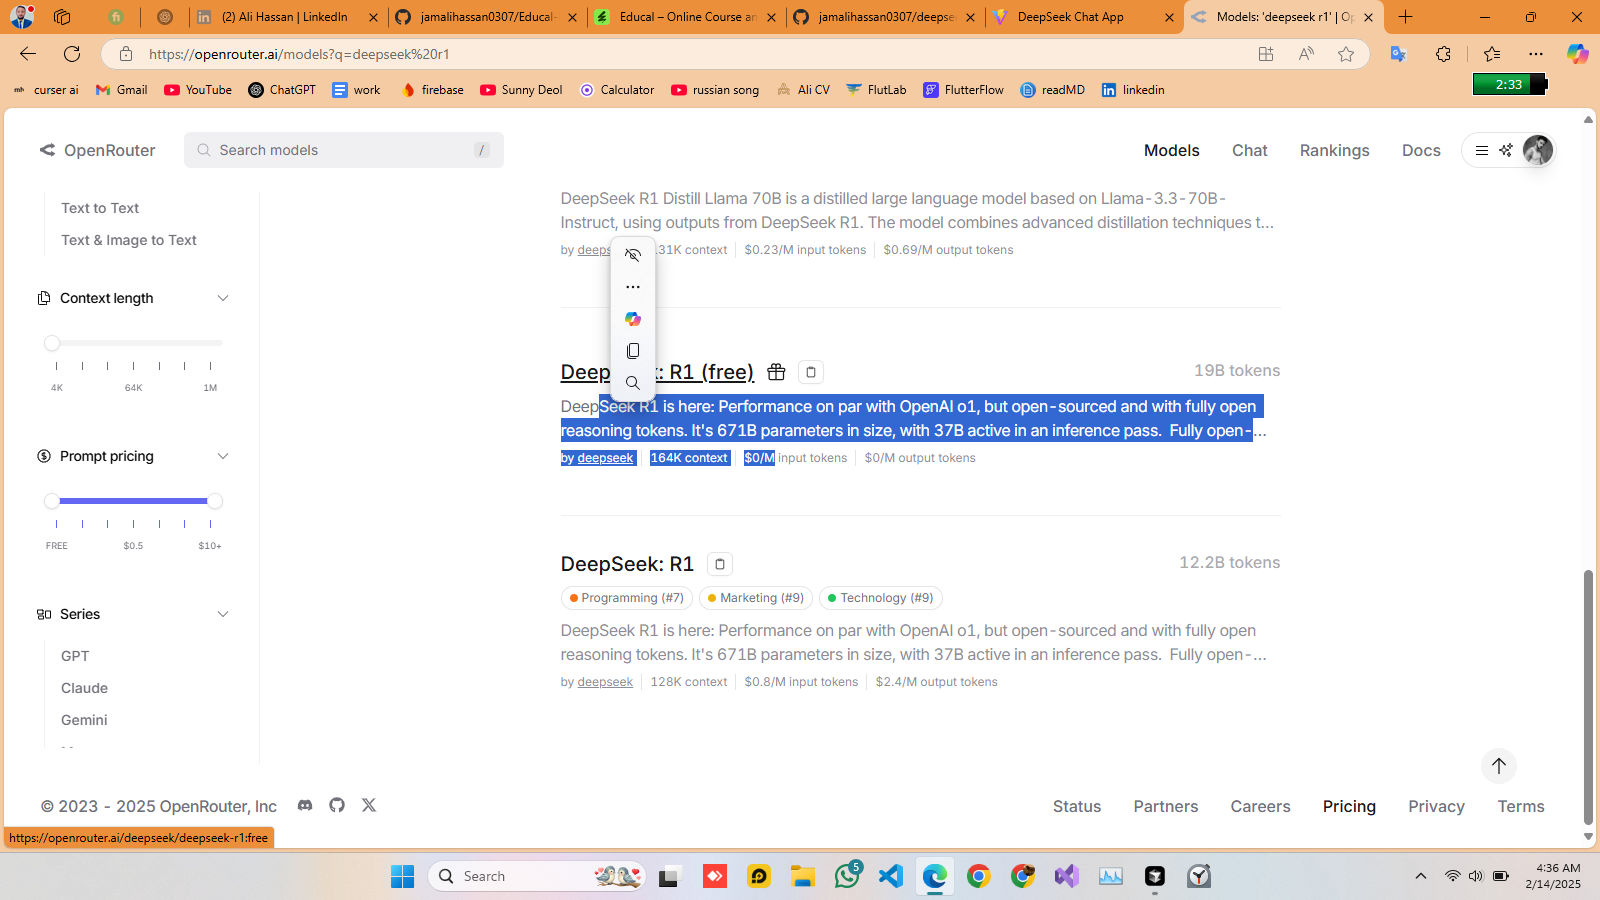 (2) Ali Hassan | LinkedIn
jamalihassan0307/Educal-
Educal – Online Course an
jamalihassan0307/deepse
DeepSeek Chat App
Models: 'deepseek r1' | Op
https://openrouter.ai/models?q=deepseek%20r1
curser ai
Gmail
YouTube
ChatGPT
work
firebase
Sunny Deol
Calculator
russian song
Ali CV
FlutLab
FlutterFlow
readMD
linkedin
2:33
OpenRouter
Search models
/
Models
Chat
Rankings
Docs
Text to Text
Text & Image to Text
Context length
4K 64K 1M
Prompt pricing
FREE $0.5 $10+
Series
GPT
Claude
Gemini
DeepSeek R1 Distill Llama 70B is a distilled large language model based on Llama-3.3-70B-
Instruct, using outputs from DeepSeek R1. The model combines advanced distillation techniques t...
by deeps 31K context $0.23/M input tokens $0.69/M output tokens
Deep : R1 (free) 19B tokens
DeepSeek R1 is here: Performance on par with OpenAI o1, but open-sourced and with fully open
reasoning tokens. It's 671B parameters in size, with 37B active in an inference pass. Fully open-...
by deepseek 164K context $0/M input tokens $0/M output tokens
DeepSeek: R1 12.2B tokens
Programming (#7) Marketing (#9) Technology (#9)
DeepSeek R1 is here: Performance on par with OpenAI o1, but open-sourced and with fully open
reasoning tokens. It's 671B parameters in size, with 37B active in an inference pass. Fully open-...
by deepseek 128K context $0.8/M input tokens $2.4/M output tokens
© 2023 - 2025 OpenRouter, Inc
Status
Partners
Careers
Pricing
Privacy
Terms
https://openrouter.ai/deepseek/deepseek-r1:free
Search
5
4:36 AM
2/14/2025